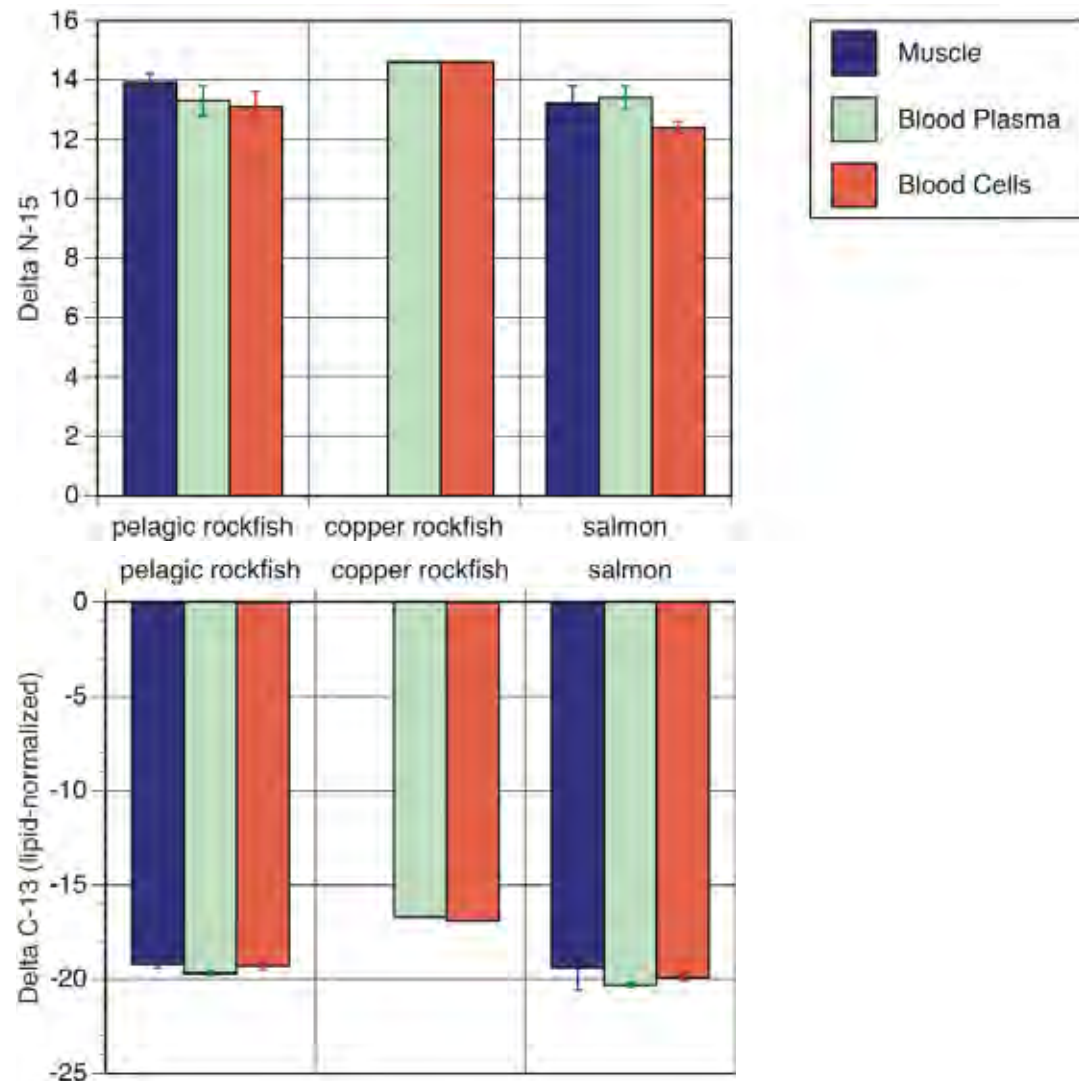 16
14
12
10
8
6
4
2
0
Delta N-15
pelagic rockfish copper rockfish salmon
Muscle
Blood Plasma
Blood Cells
pelagic rockfish copper rockfish salmon
0
-5
-10
-15
-20
-25
Delta C-13 (lipid-normalized)